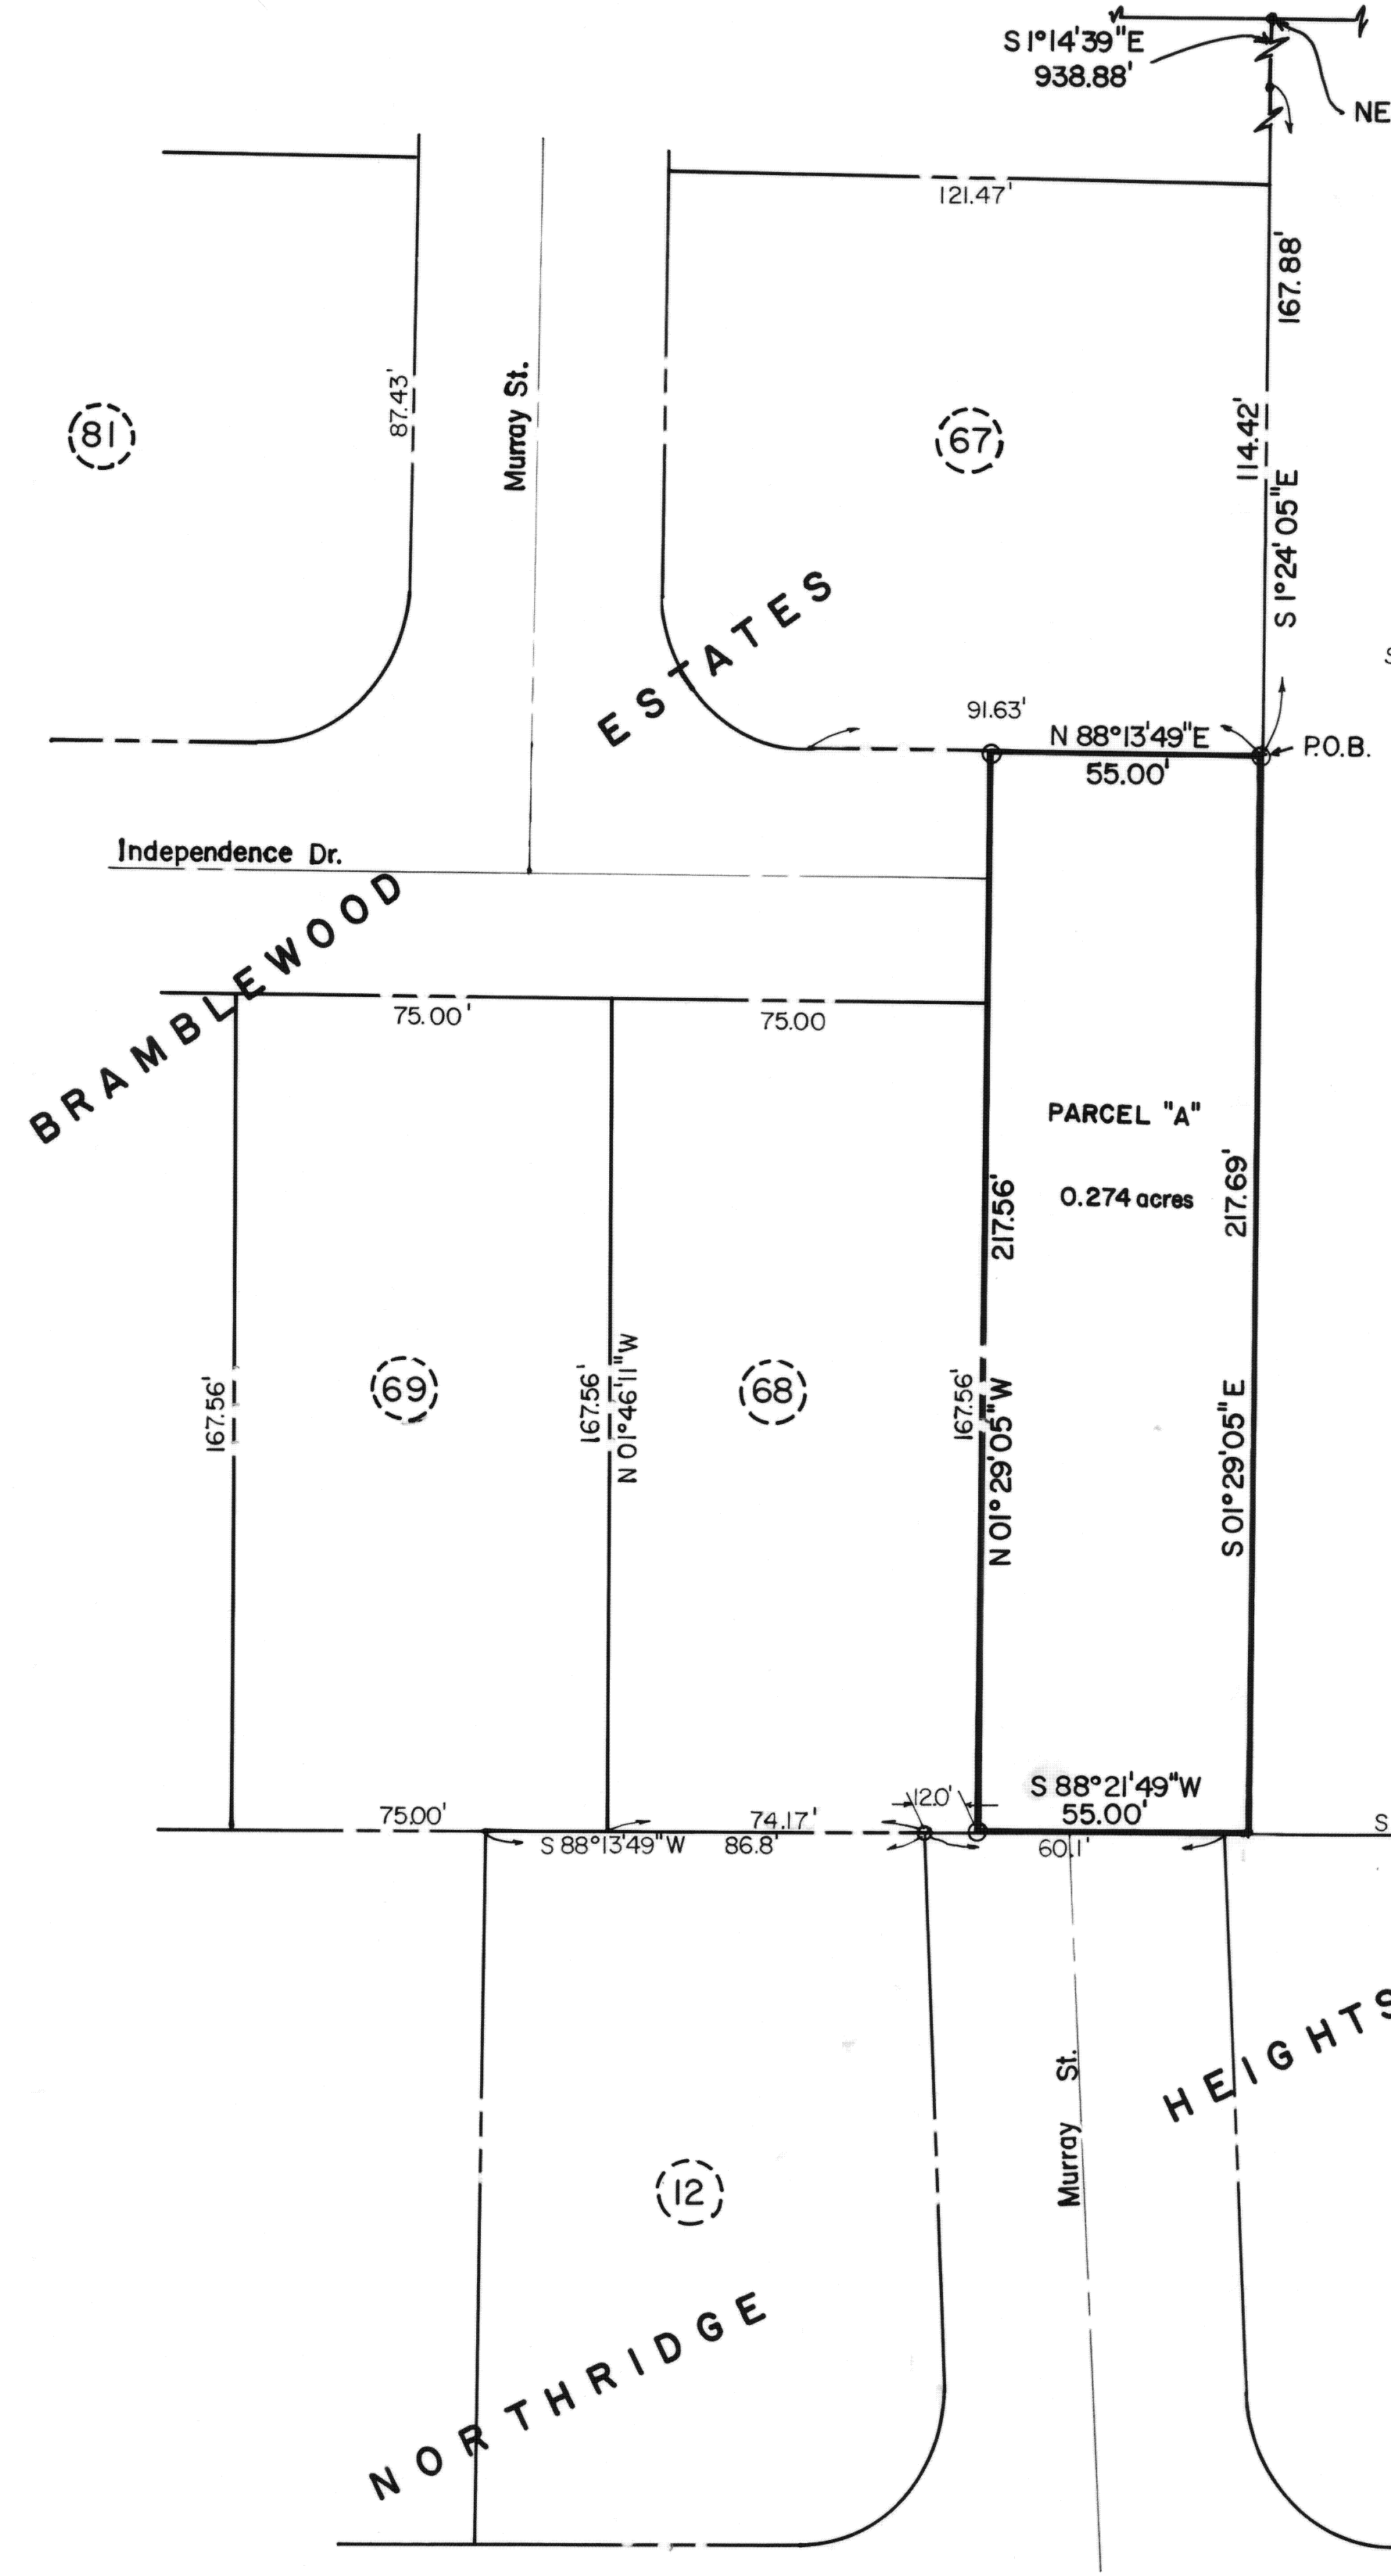 S 1°14'39"E
938.88'
NE
121.47'
167.88'
87.43'
Murray St.
81
67
114.42'
S 1°24'05"E
ESTATES
91.63'
N 88°13'49"E
55.00'
P.O.B.
Independence Dr.
BRAMBLEWOOD
75.00'
75.00
PARCEL "A"
0.274 acres
217.56'
217.69'
69
68
167.56'
167.56'
N 01°46'11"W
167.56'
N 01°29'05"W
S 01°29'05"E
S 88°21'49"W
55.00'
12.0'
75.00'
74.17'
S 88°13'49"W
86.8'
60.1'
S
HEIGHTS
Murray St.
12
NORTHRIDGE